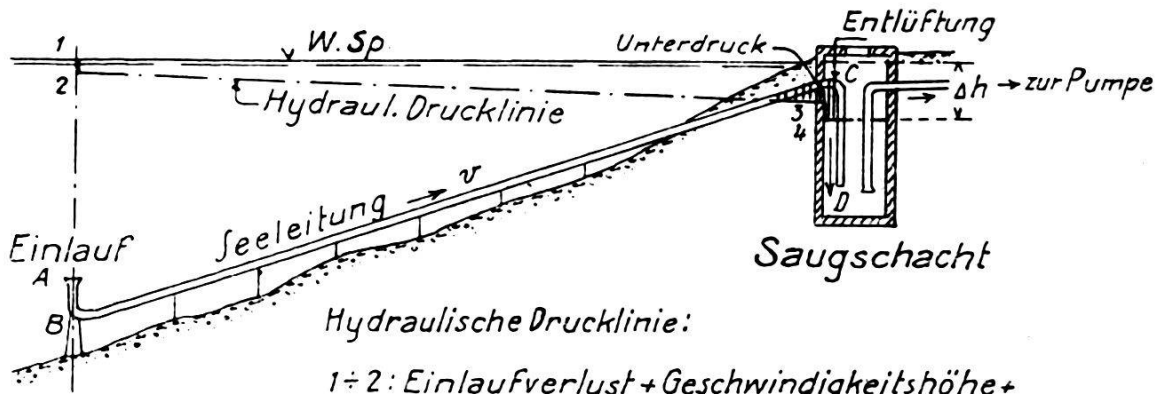 Entlüftung
1
W. Sp
Unterdruck
2
C
Δh → zur Pumpe
Hydraul. Drucklinie
3
4
v
Seeleitung
D
Einlauf
A
Saugschacht
B
Hydraulische Drucklinie:
1÷2: Einlaufverlust + Geschwindigkeitshöhe +